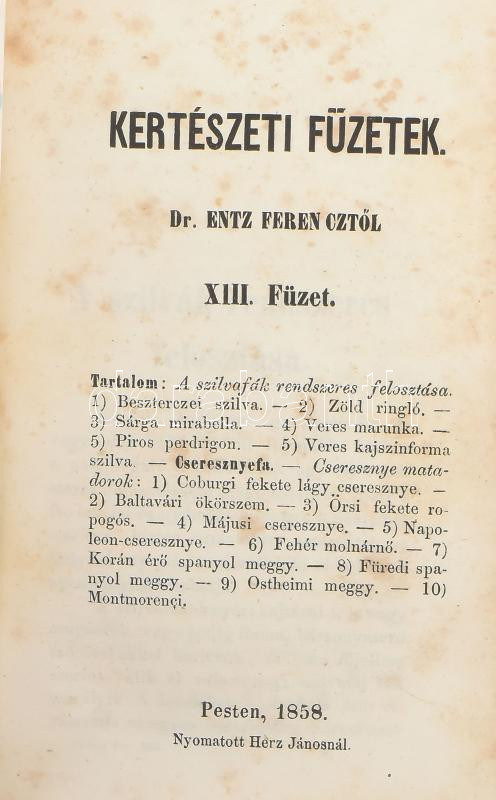 KERTÉSZETI FŰZETEK.
Dr. ENTZ FERENCZTŐL
XIII. Füzet.
Tartalom: A szilvafák rendszeres felosztása.
1) Beszterczei szilva. — 2) Zöld ringló. —
3) Sárga mirabella. — 4) Veres marunka. —
5) Piros perdrigon. — 5) Veres kajszinforma
szilva. — Cseresznyefa. — Cseresznye mata-
dorok: 1) Coburgi fekete lágy cseresznye. —
2) Baltavári ökörszem. — 3) Örsi fekete ro-
pogós. — 4) Májusi cseresznye. — 5) Napo-
leon-cseresznye. — 6) Fehér molnárnő. — 7)
Korán érő spanyol meggy. — 8) Füredi spa-
nyol meggy. — 9) Ostheimi meggy. — 10)
Montmorençi.
Pesten, 1858.
Nyomatott Herz Jánosnál.